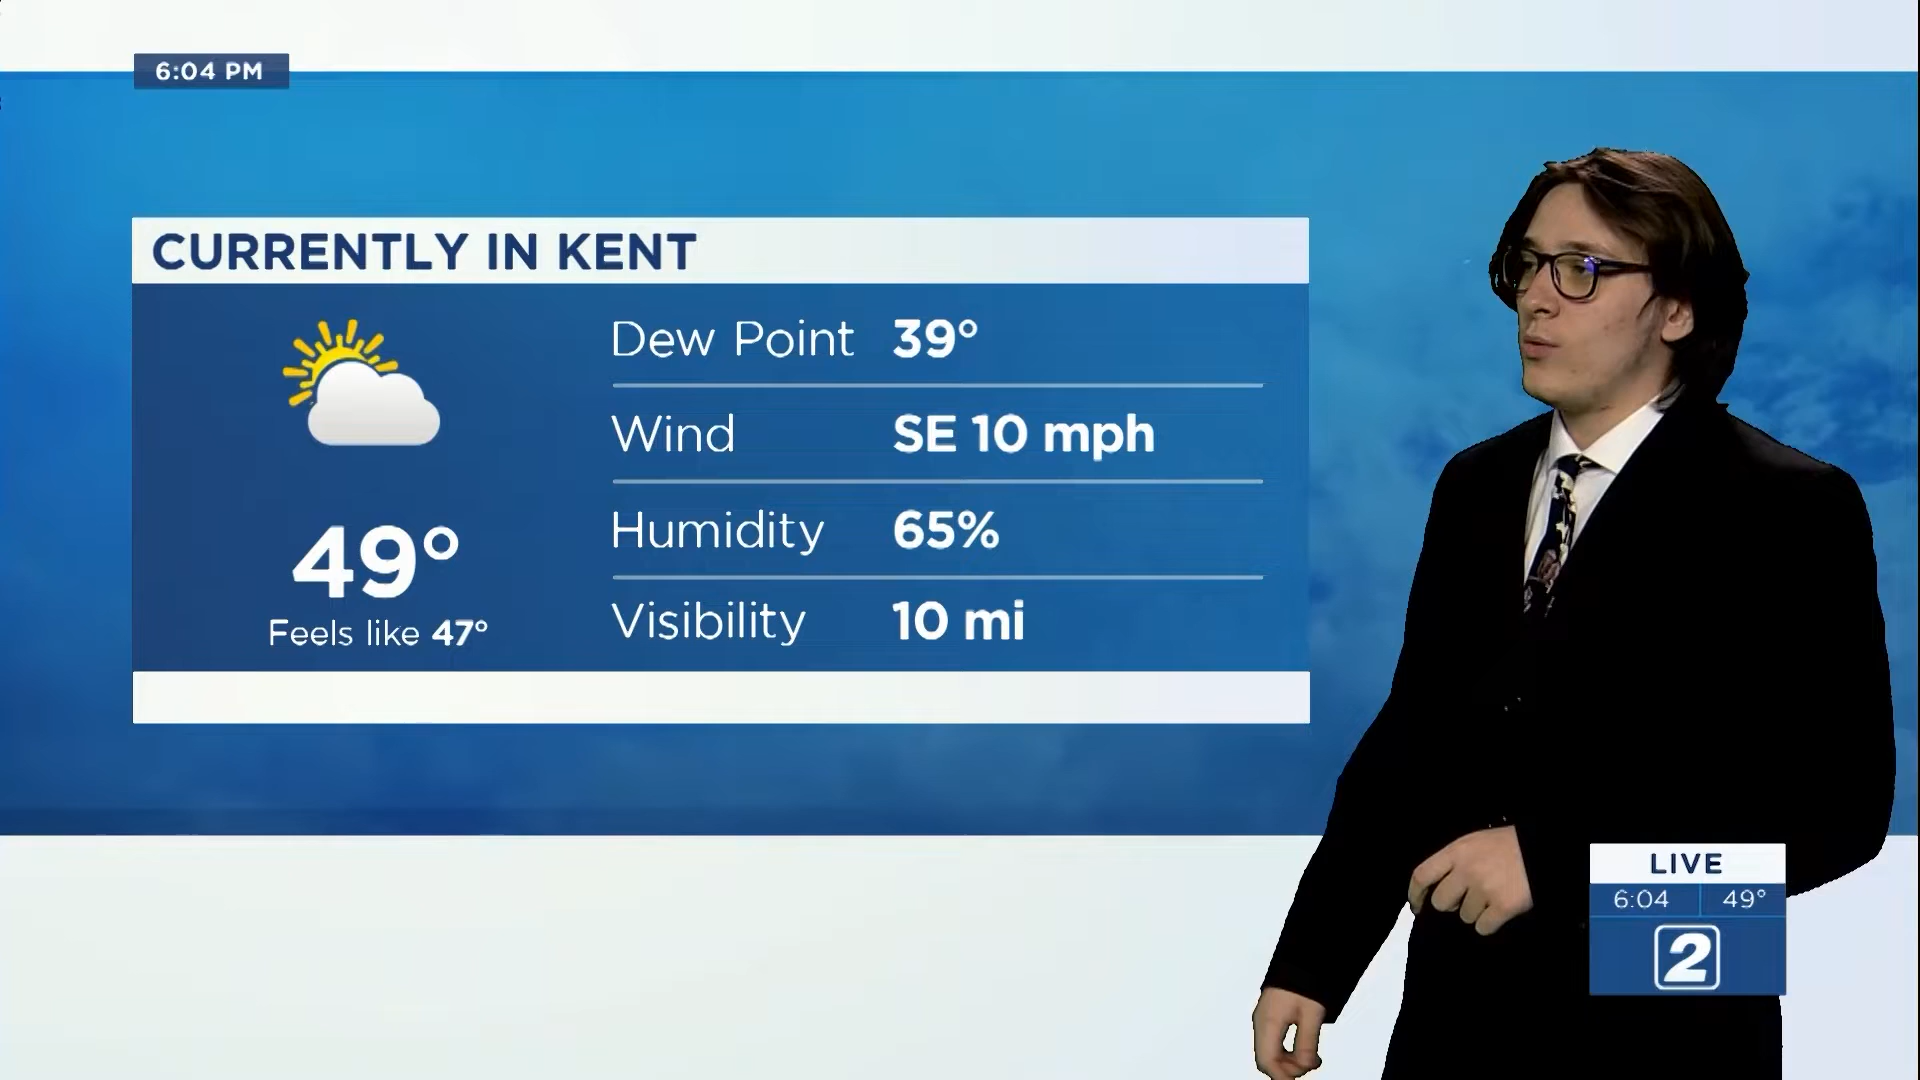 6:04 PM
CURRENTLY IN KENT
Dew Point 39°
Wind SE 10 mph
Humidity 65%
Visibility 10 mi
49°
Feels like 47°
LIVE
6:04 49°
2